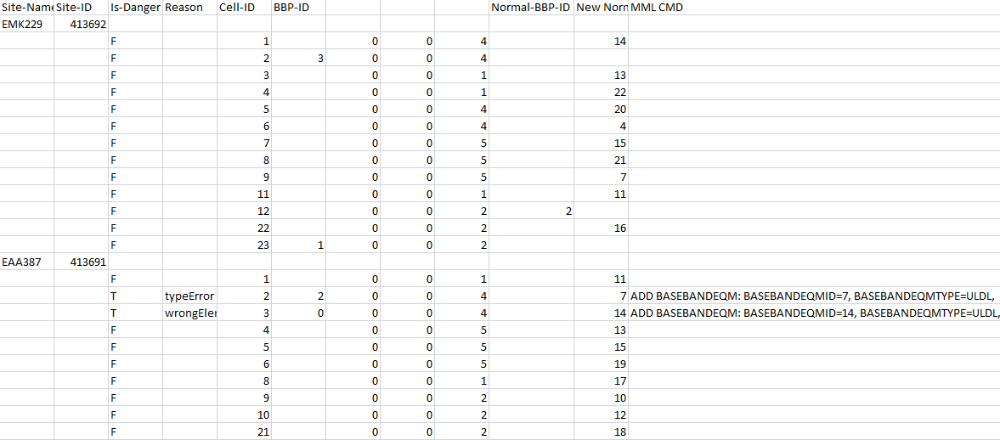 Site-Name Site-ID Is-Danger Reason Cell-ID BBP-ID Normal-BBP-ID New Norn MML CMD
EMK229 413692
F 1 0 0 4 14
F 2 3 0 0 4
F 3 0 0 1 13
F 4 0 0 1 22
F 5 0 0 4 20
F 6 0 0 4 4
F 7 0 0 5 15
F 8 0 0 5 21
F 9 0 0 5 7
F 11 0 0 1 11
F 12 0 0 2 2
F 22 0 0 2 16
F 23 1 0 0 2
EAA387 413691
F 1 0 0 1 11
T typeError 2 2 0 0 4 7 ADD BASEBANDEQM: BASEBANDEQMID=7, BASEBANDEQMTYPE=ULDL,
T wrongEler 3 0 0 0 4 14 ADD BASEBANDEQM: BASEBANDEQMID=14, BASEBANDEQMTYPE=ULDL,
F 4 0 0 5 13
F 5 0 0 5 15
F 6 0 0 5 19
F 8 0 0 1 17
F 9 0 0 2 10
F 10 0 0 2 12
F 21 0 0 2 18